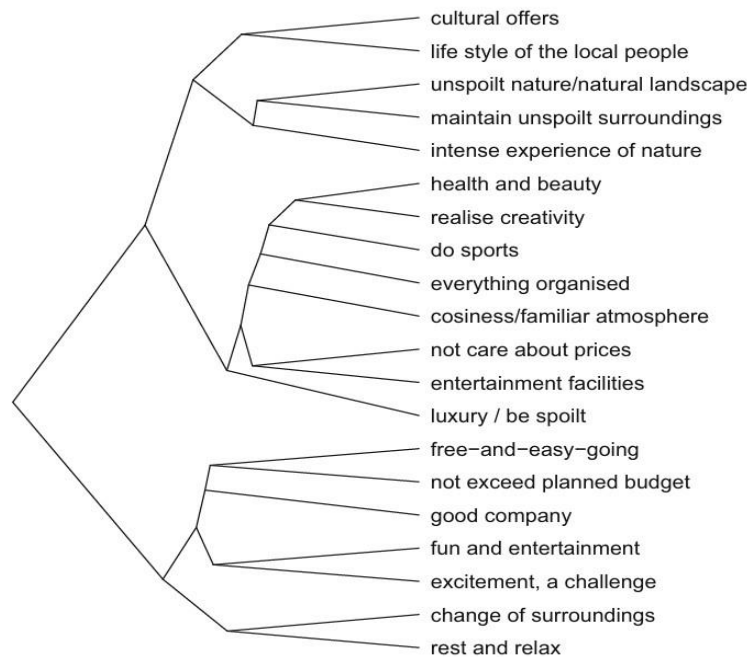 cultural offers
life style of the local people
unspoilt nature/natural landscape
maintain unspoilt surroundings
intense experience of nature
health and beauty
realise creativity
do sports
everything organised
cosiness/familiar atmosphere
not care about prices
entertainment facilities
luxury / be spoilt
free−and−easy−going
not exceed planned budget
good company
fun and entertainment
excitement, a challenge
change of surroundings
rest and relax